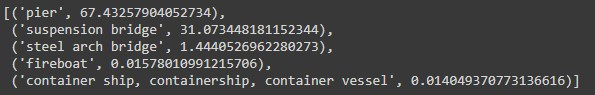 [('pier', 67.43257904052734),
('suspension bridge', 31.073448181152344),
('steel arch bridge', 1.4440526962280273),
('fireboat', 0.01578010991215706),
('container ship, containership, container vessel', 0.014049370773136616)]